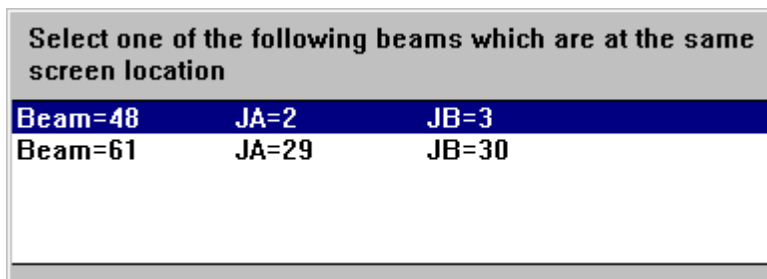 Select one of the following beams which are at the same
screen location
Beam=48 JA=2 JB=3
Beam=61 JA=29 JB=30